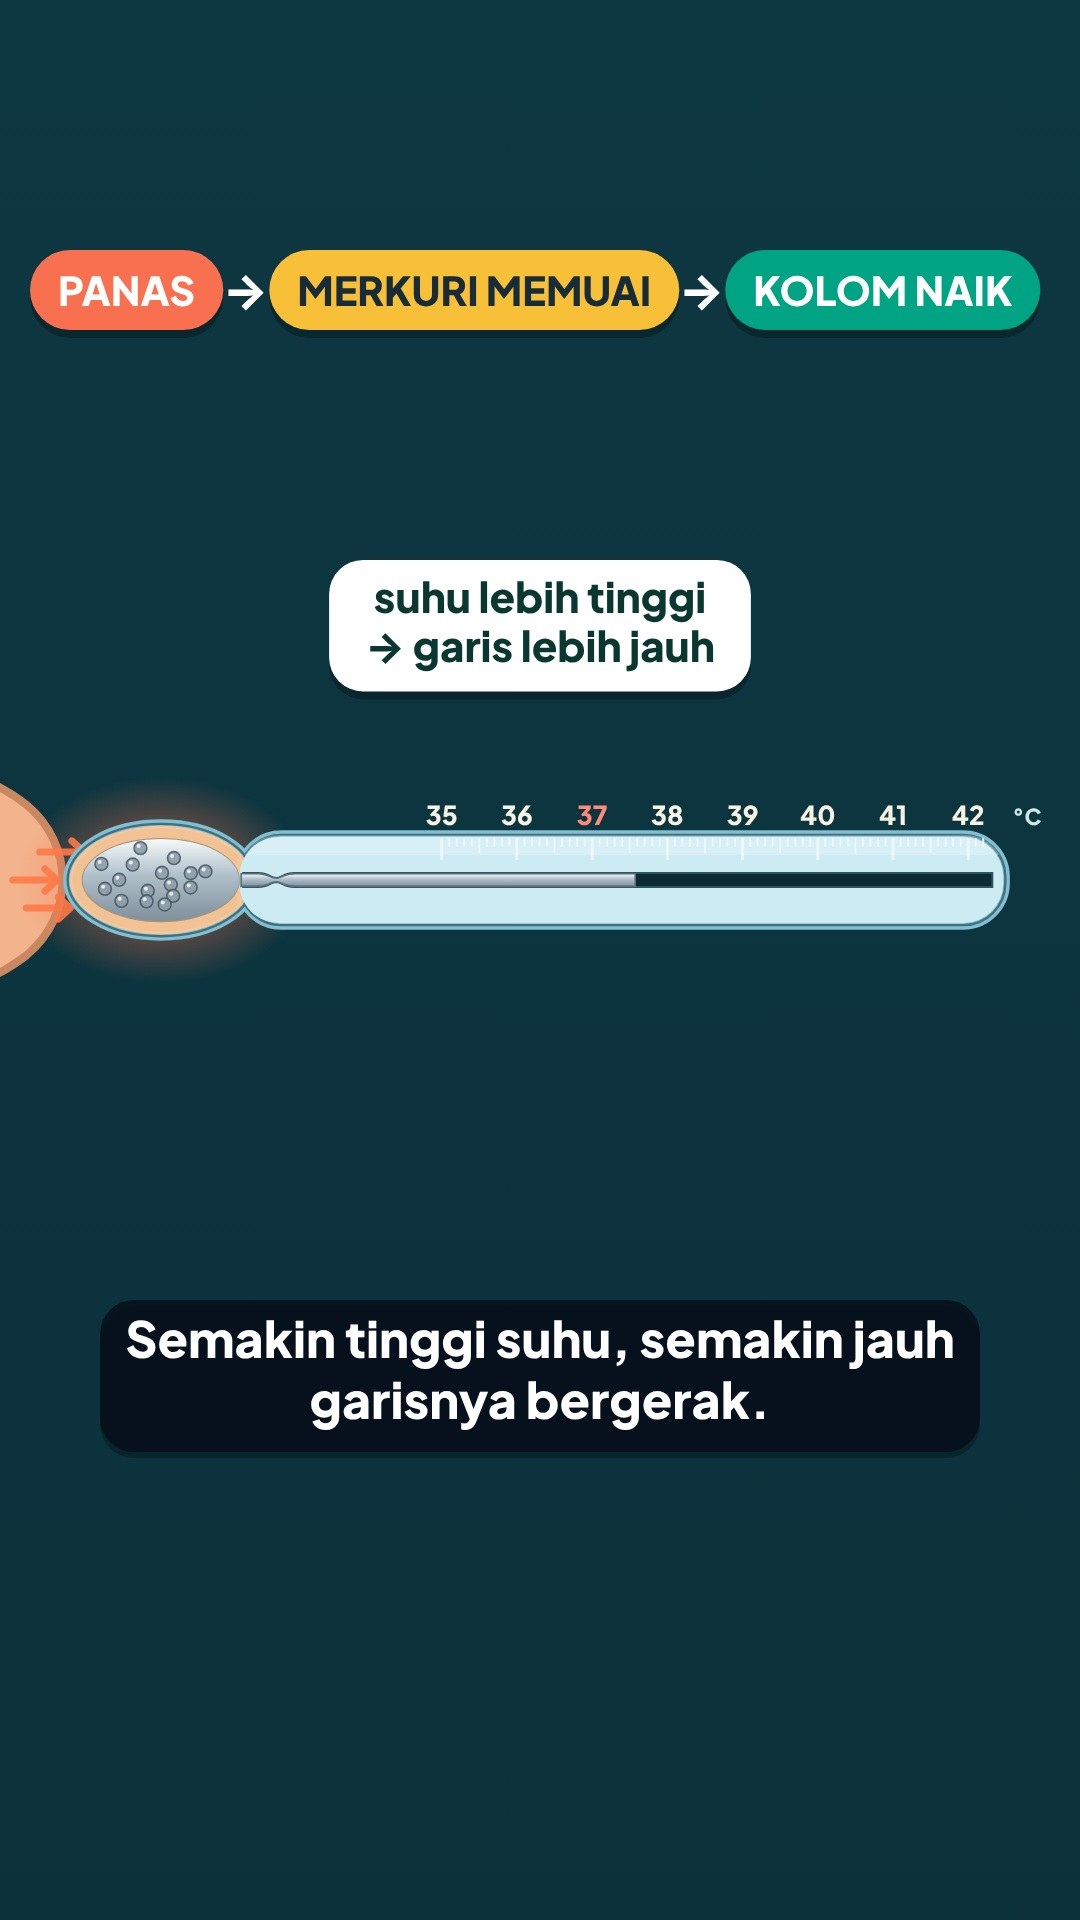 PANAS → MERKURI MEMUAI → KOLOM NAIK
suhu lebih tinggi
→ garis lebih jauh
35 36 37 38 39 40 41 42 °C
Semakin tinggi suhu, semakin jauh
garisnya bergerak.